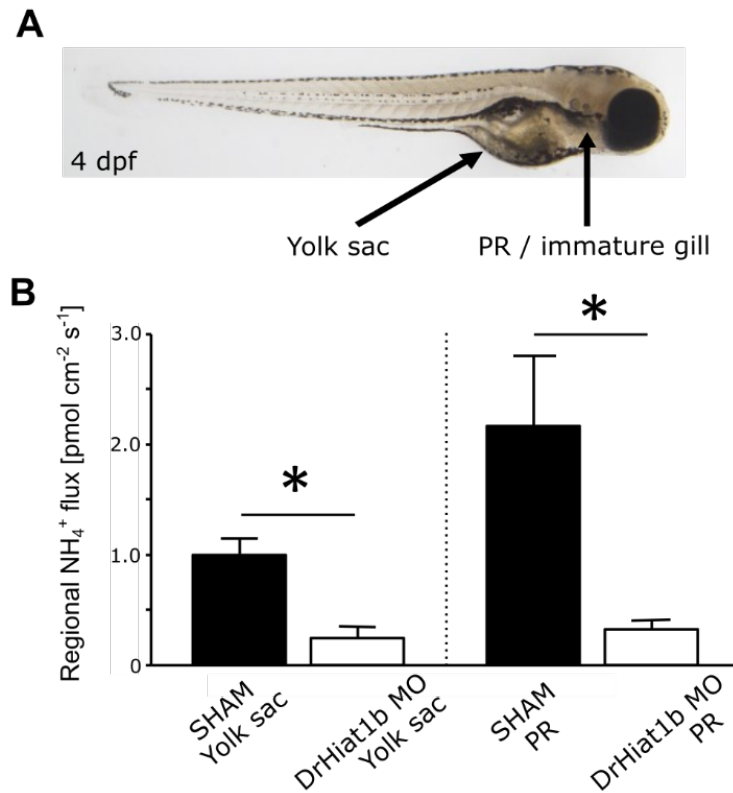 A
4 dpf
Yolk sac
PR / immature gill
B
Regional NH₄⁺ flux [pmol cm⁻² s⁻¹]
3.0
2.0
1.0
0
*
*
SHAM
Yolk sac
DrHiat1b MO
Yolk sac
SHAM
PR
DrHiat1b MO
PR